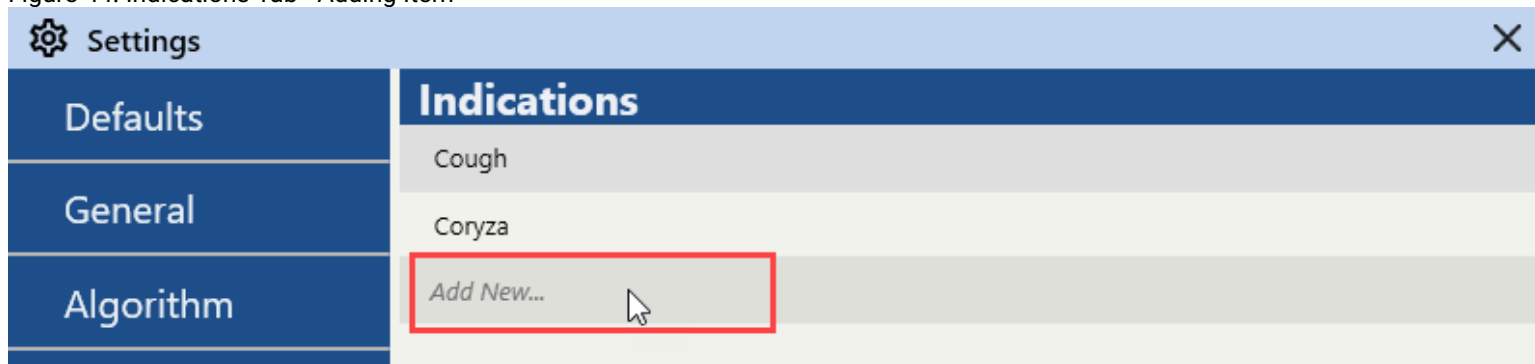 Settings
Defaults
General
Algorithm
Indications
Cough
Coryza
Add New...